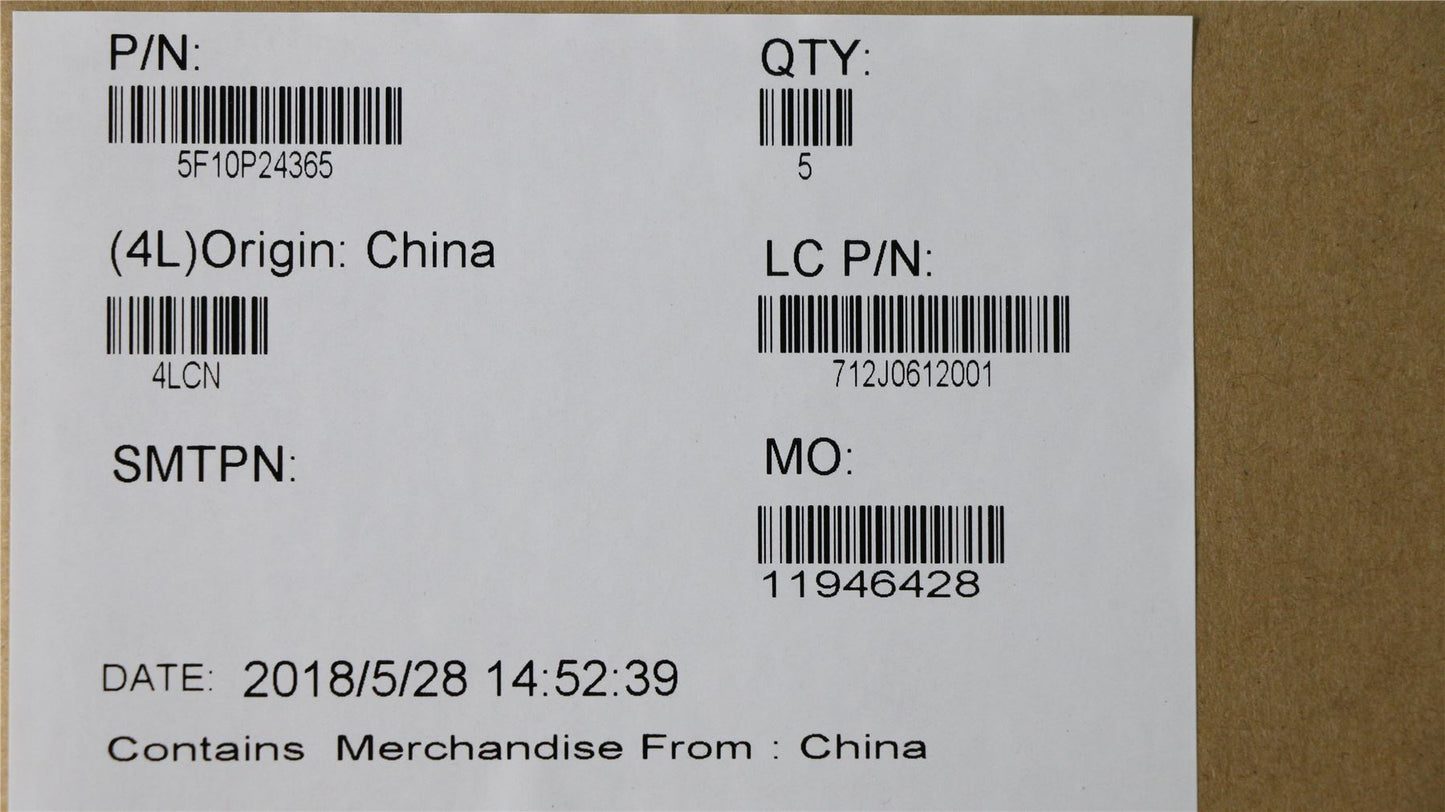 P/N:
QTY:
5F10P24365
5
(4L)Origin: China
LC P/N:
4LCN
712J0612001
SMTPN:
MO:
11946428
DATE: 2018/5/28 14:52:39
Contains Merchandise From : China